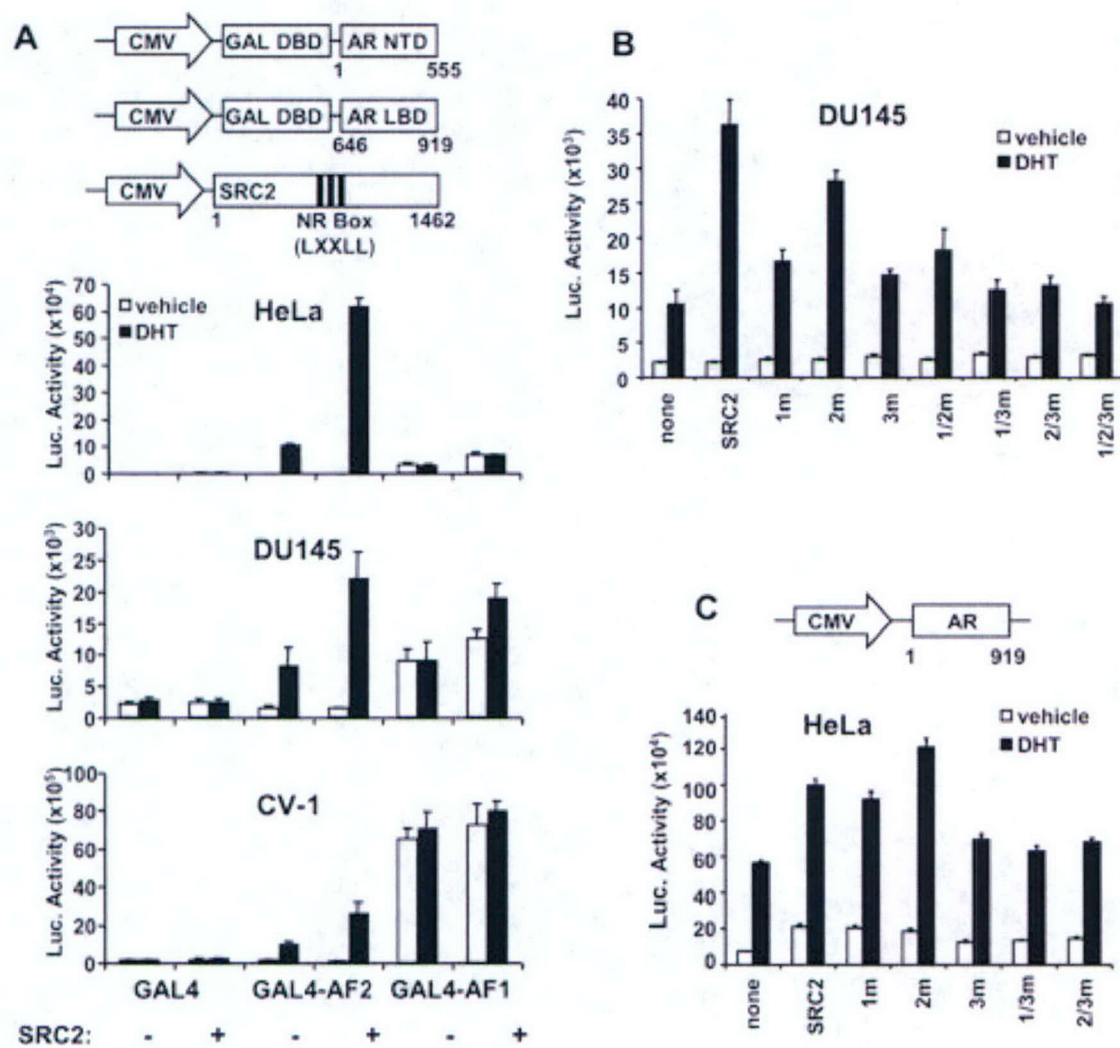 A
CMV GAL DBD AR NTD
1 555
CMV GAL DBD AR LBD
646 919
CMV SRC2
1 NR Box 1462
(LXXLL)
HeLa
vehicle
DHT
Luc. Activity (x10⁴)
70
60
50
40
30
20
10
0
DU145
Luc. Activity (x10³)
30
25
20
15
10
5
0
CV-1
Luc. Activity (x10⁵)
100
80
60
40
20
0
GAL4 GAL4-AF2 GAL4-AF1
SRC2: - + - + - +
B
DU145
vehicle
DHT
Luc. Activity (x10³)
40
35
30
25
20
15
10
5
0
none SRC2 1m 2m 3m 1/2m 1/3m 2/3m 1/2/3m
C
CMV AR
1 919
HeLa
vehicle
DHT
Luc. Activity (x10⁴)
140
120
100
80
60
40
20
0
none SRC2 1m 2m 3m 1/3m 2/3m